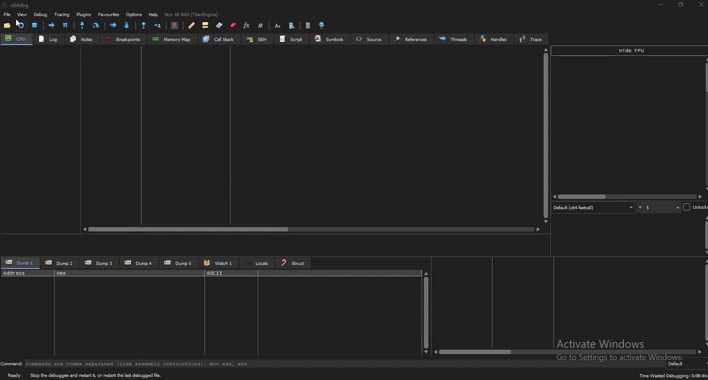 x64dbg
File View Debug Tracing Plugins Favourites Options Help Nov 18 2023 (TitanEngine)
CPU Log Notes Breakpoints Memory Map Call Stack SEH Script Symbols Source References Threads Handles Trace
Hide FPU
Default (x64 fastcall) 5 Unlocked
Dump 1 Dump 2 Dump 3 Dump 4 Dump 5 Watch 1 Locals Struct
Address Hex ASCII
Activate Windows
Go to Settings to activate Windows.
Command: Commands are comma separated (like assembly instructions): mov eax, ebx Default
Ready Stop the debuggee and restart it, or restart the last debugged file. Time Wasted Debugging: 0:08:44